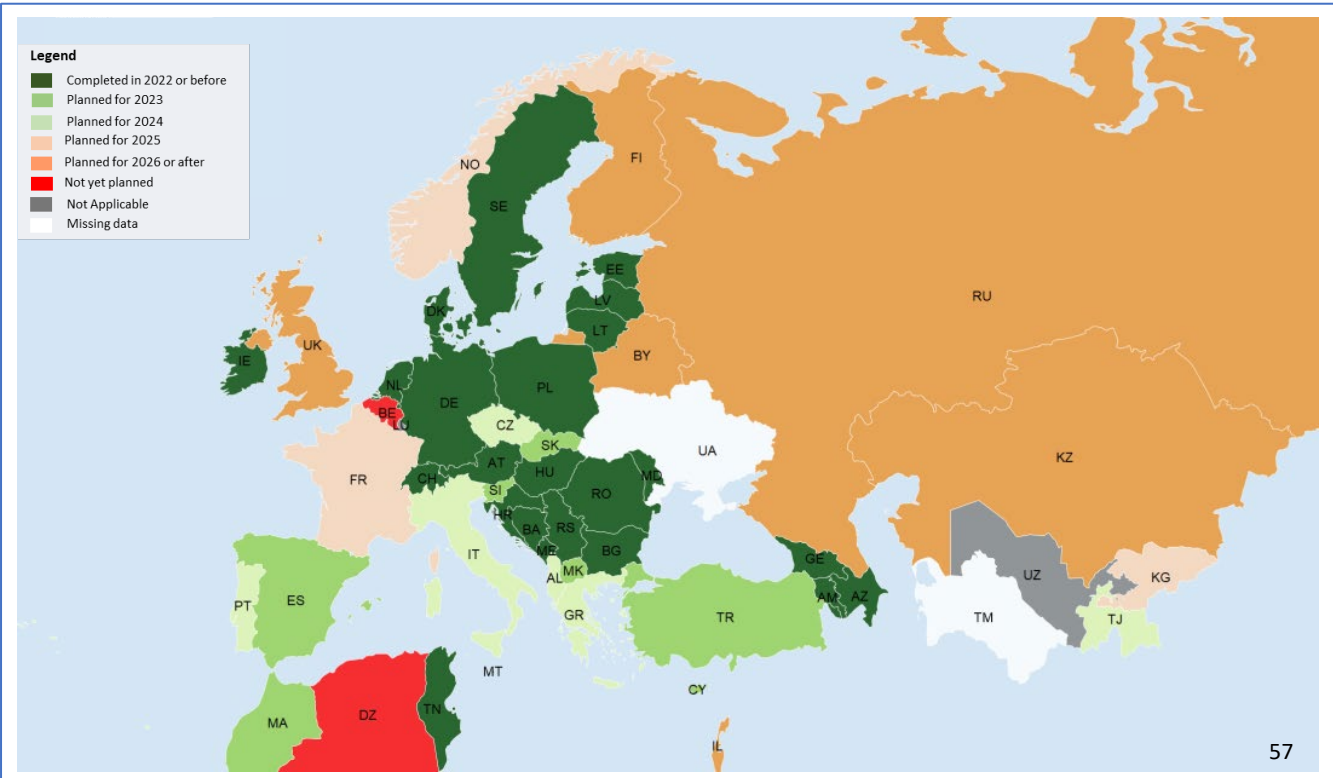 Legend
Completed in 2022 or before
Planned for 2023
Planned for 2024
Planned for 2025
Planned for 2026 or after
Not yet planned
Not Applicable
Missing data
NO
FI
SE
EE
RU
LV
DK
LT
UK
IE
BY
NL
PL
DE
BE
LU
CZ
SK
UA
KZ
FR
AT
HU
CH
MD
SI
RO
HR
BA
RS
IT
ME
BG
GE
AL
MK
UZ
KG
AM
AZ
PT
ES
GR
TR
TM
TJ
MT
CY
MA
DZ
TN
IL
57